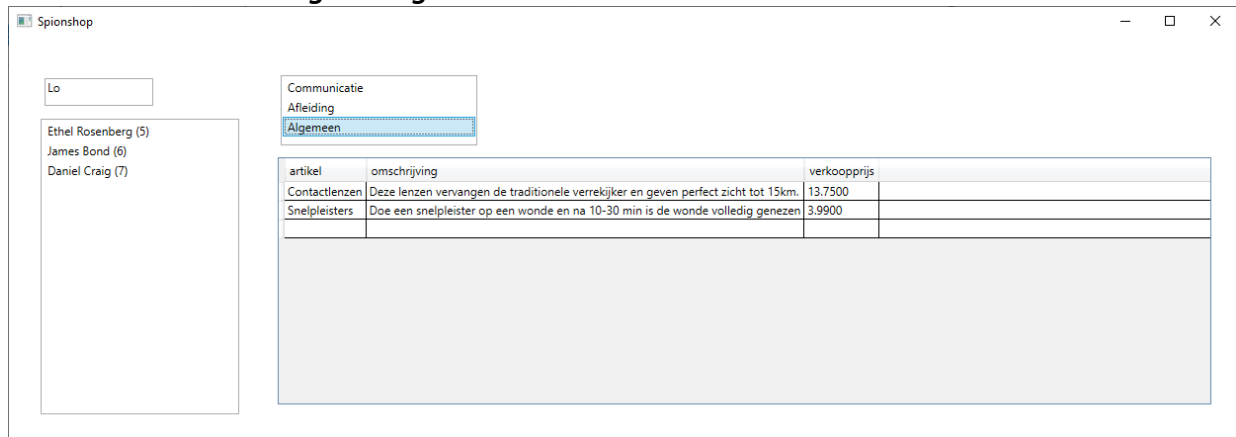 Spionshop
Lo
Ethel Rosenberg (5)
James Bond (6)
Daniel Craig (7)
Communicatie
Afleiding
Algemeen
artikel omschrijving verkoopprijs
Contactlenzen Deze lenzen vervangen de traditionele verrekijker en geven perfect zicht tot 15km. 13.7500
Snelpleisters Doe een snelpleister op een wonde en na 10-30 min is de wonde volledig genezen 3.9900